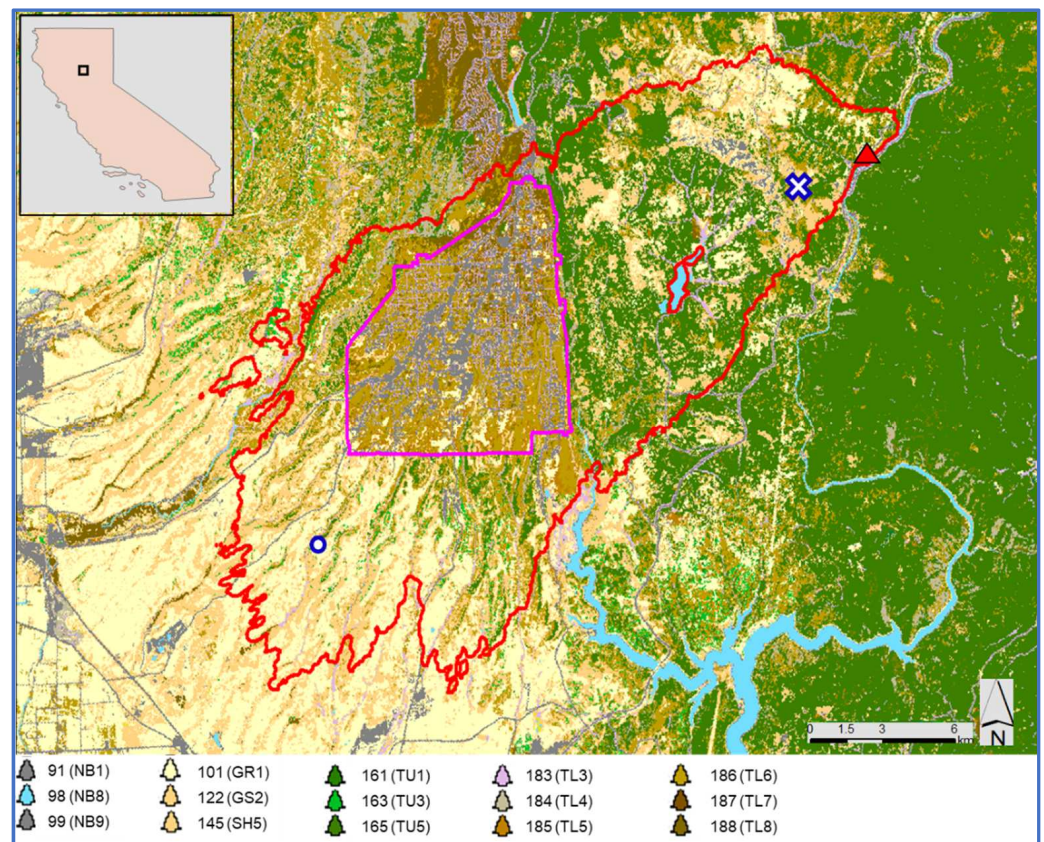 0 1.5 3 6
km
N
91 (NB1) 101 (GR1) 161 (TU1) 183 (TL3) 186 (TL6)
98 (NB8) 122 (GS2) 163 (TU3) 184 (TL4) 187 (TL7)
99 (NB9) 145 (SH5) 165 (TU5) 185 (TL5) 188 (TL8)